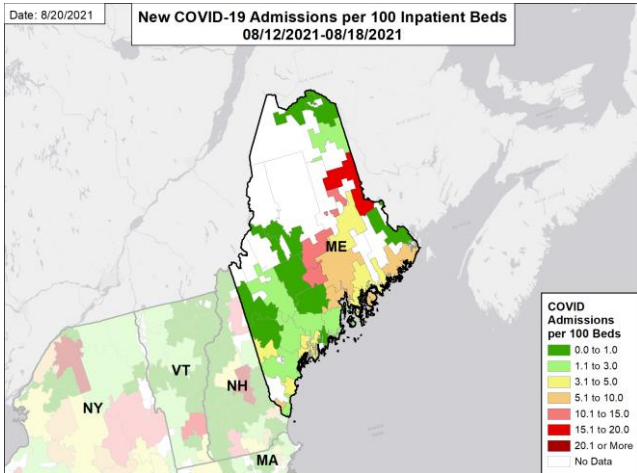 Date: 8/20/2021
New COVID-19 Admissions per 100 Inpatient Beds
08/12/2021-08/18/2021
ME
VT
NH
NY
MA
COVID
Admissions
per 100 Beds
0.0 to 1.0
1.1 to 3.0
3.1 to 5.0
5.1 to 10.0
10.1 to 15.0
15.1 to 20.0
20.1 or More
No Data